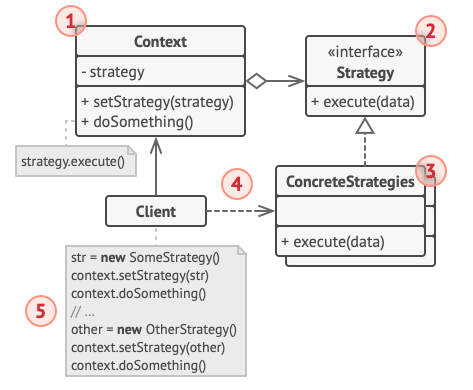 1
Context
- strategy
+ setStrategy(strategy)
+ doSomething()
2
«interface»
Strategy
+ execute(data)
strategy.execute()
3
ConcreteStrategies
+ execute(data)
4
Client
5
str = new SomeStrategy()
context.setStrategy(str)
context.doSomething()
// ...
other = new OtherStrategy()
context.setStrategy(other)
context.doSomething()